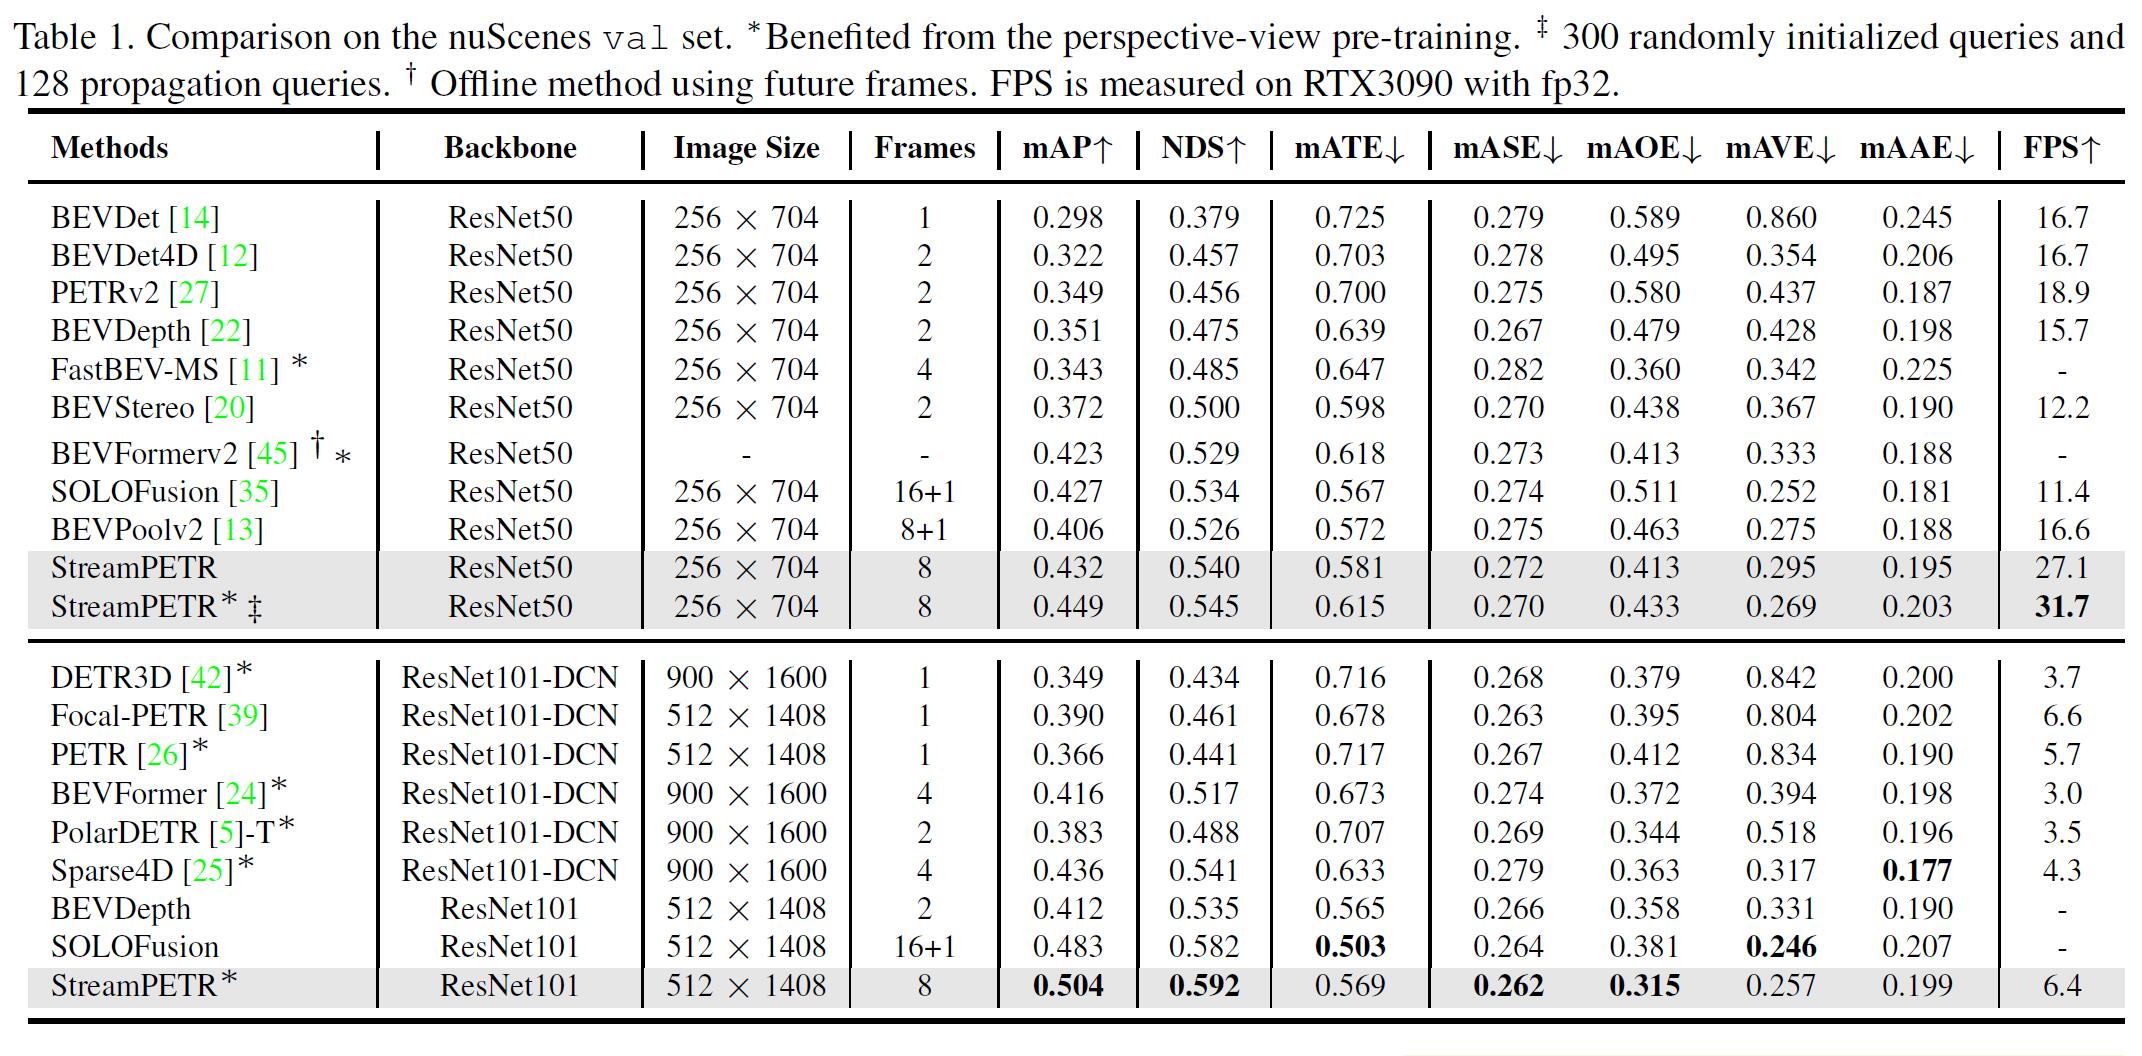 Table 1. Comparison on the nuScenes val set. *Benefited from the perspective-view pre-training. ‡ 300 randomly initialized queries and
128 propagation queries. † Offline method using future frames. FPS is measured on RTX3090 with fp32.
Methods Backbone Image Size Frames mAP↑ NDS↑ mATE↓ mASE↓ mAOE↓ mAVE↓ mAAE↓ FPS↑
BEVDet [14] ResNet50 256 × 704 1 0.298 0.379 0.725 0.279 0.589 0.860 0.245 16.7
BEVDet4D [12] ResNet50 256 × 704 2 0.322 0.457 0.703 0.278 0.495 0.354 0.206 16.7
PETRv2 [27] ResNet50 256 × 704 2 0.349 0.456 0.700 0.275 0.580 0.437 0.187 18.9
BEVDepth [22] ResNet50 256 × 704 2 0.351 0.475 0.639 0.267 0.479 0.428 0.198 15.7
FastBEV-MS [11] * ResNet50 256 × 704 4 0.343 0.485 0.647 0.282 0.360 0.342 0.225 -
BEVStereo [20] ResNet50 256 × 704 2 0.372 0.500 0.598 0.270 0.438 0.367 0.190 12.2
BEVFormerv2 [45] † * ResNet50 - - 0.423 0.529 0.618 0.273 0.413 0.333 0.188 -
SOLOFusion [35] ResNet50 256 × 704 16+1 0.427 0.534 0.567 0.274 0.511 0.252 0.181 11.4
BEVPoolv2 [13] ResNet50 256 × 704 8+1 0.406 0.526 0.572 0.275 0.463 0.275 0.188 16.6
StreamPETR ResNet50 256 × 704 8 0.432 0.540 0.581 0.272 0.413 0.295 0.195 27.1
StreamPETR* ‡ ResNet50 256 × 704 8 0.449 0.545 0.615 0.270 0.433 0.269 0.203 31.7
DETR3D [42]* ResNet101-DCN 900 × 1600 1 0.349 0.434 0.716 0.268 0.379 0.842 0.200 3.7
Focal-PETR [39] ResNet101-DCN 512 × 1408 1 0.390 0.461 0.678 0.263 0.395 0.804 0.202 6.6
PETR [26]* ResNet101-DCN 512 × 1408 1 0.366 0.441 0.717 0.267 0.412 0.834 0.190 5.7
BEVFormer [24]* ResNet101-DCN 900 × 1600 4 0.416 0.517 0.673 0.274 0.372 0.394 0.198 3.0
PolarDETR [5]-T* ResNet101-DCN 900 × 1600 2 0.383 0.488 0.707 0.269 0.344 0.518 0.196 3.5
Sparse4D [25]* ResNet101-DCN 900 × 1600 4 0.436 0.541 0.633 0.279 0.363 0.317 0.177 4.3
BEVDepth ResNet101 512 × 1408 2 0.412 0.535 0.565 0.266 0.358 0.331 0.190 -
SOLOFusion ResNet101 512 × 1408 16+1 0.483 0.582 0.503 0.264 0.381 0.246 0.207 -
StreamPETR* ResNet101 512 × 1408 8 0.504 0.592 0.569 0.262 0.315 0.257 0.199 6.4